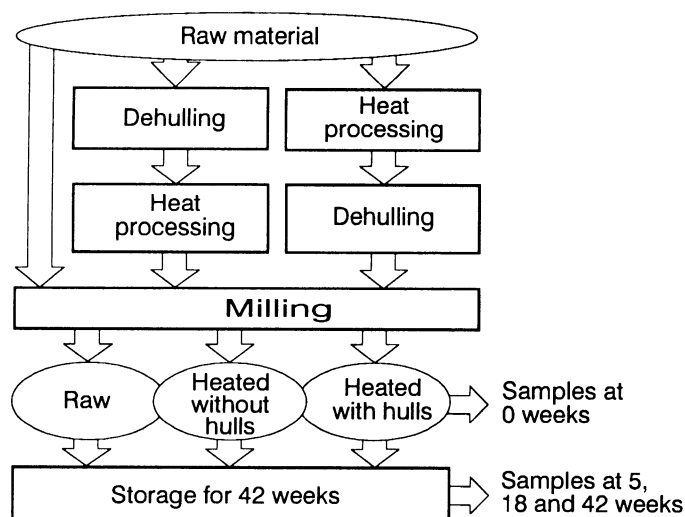 Raw material
Dehulling
Heat
processing
Heat
processing
Dehulling
Milling
Raw
Heated
without
hulls
Heated
with hulls
Samples at
0 weeks
Storage for 42 weeks
Samples at 5,
18 and 42 weeks